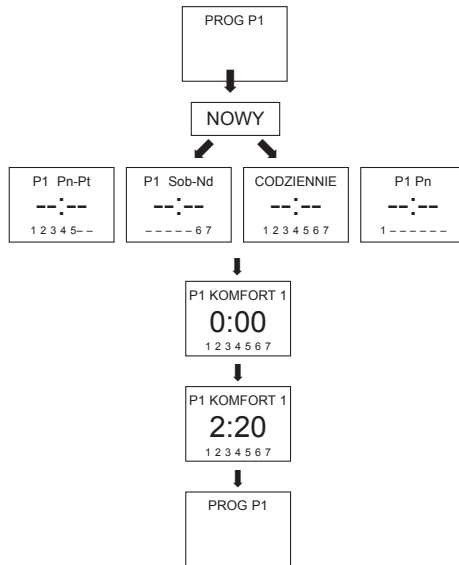 PROG P1
NOWY
P1 Pn-Pt
--:--
1 2 3 4 5 – –
P1 Sob-Nd
--:--
– – – – – 6 7
CODZIENNIE
--:--
1 2 3 4 5 6 7
P1 Pn
--:--
1 – – – – – –
P1 KOMFORT 1
0:00
1 2 3 4 5 6 7
P1 KOMFORT 1
2:20
1 2 3 4 5 6 7
PROG P1